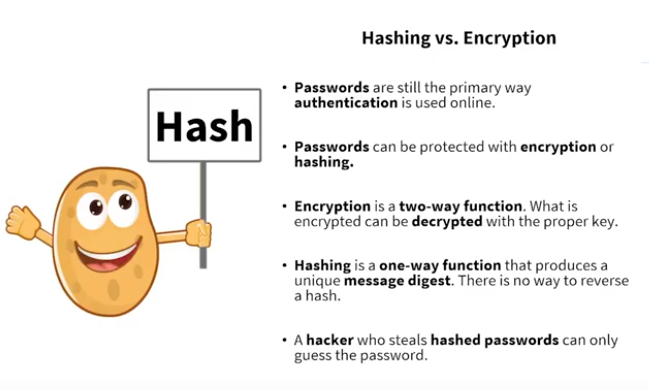 Hashing vs. Encryption
Hash
• Passwords are still the primary way
authentication is used online.
• Passwords can be protected with encryption or
hashing.
• Encryption is a two-way function. What is
encrypted can be decrypted with the proper key.
• Hashing is a one-way function that produces a
unique message digest. There is no way to reverse
a hash.
• A hacker who steals hashed passwords can only
guess the password.